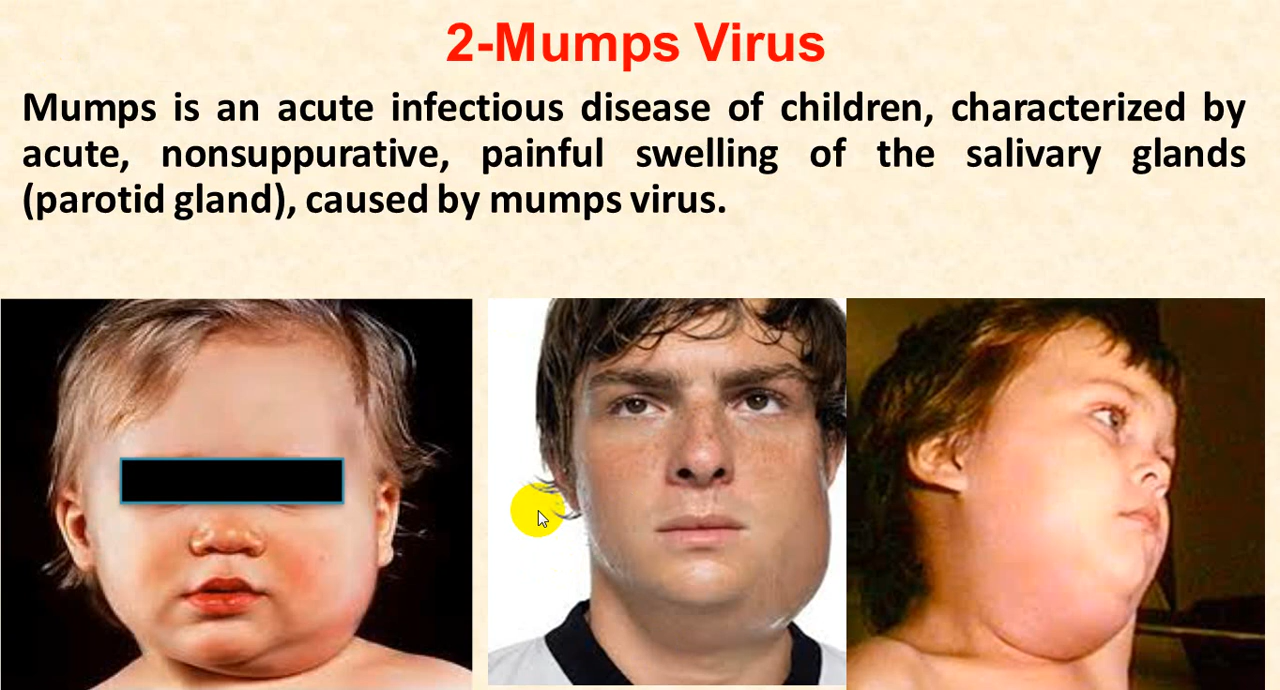 2-Mumps Virus
Mumps is an acute infectious disease of children, characterized by
acute, nonsuppurative, painful swelling of the salivary glands
(parotid gland), caused by mumps virus.